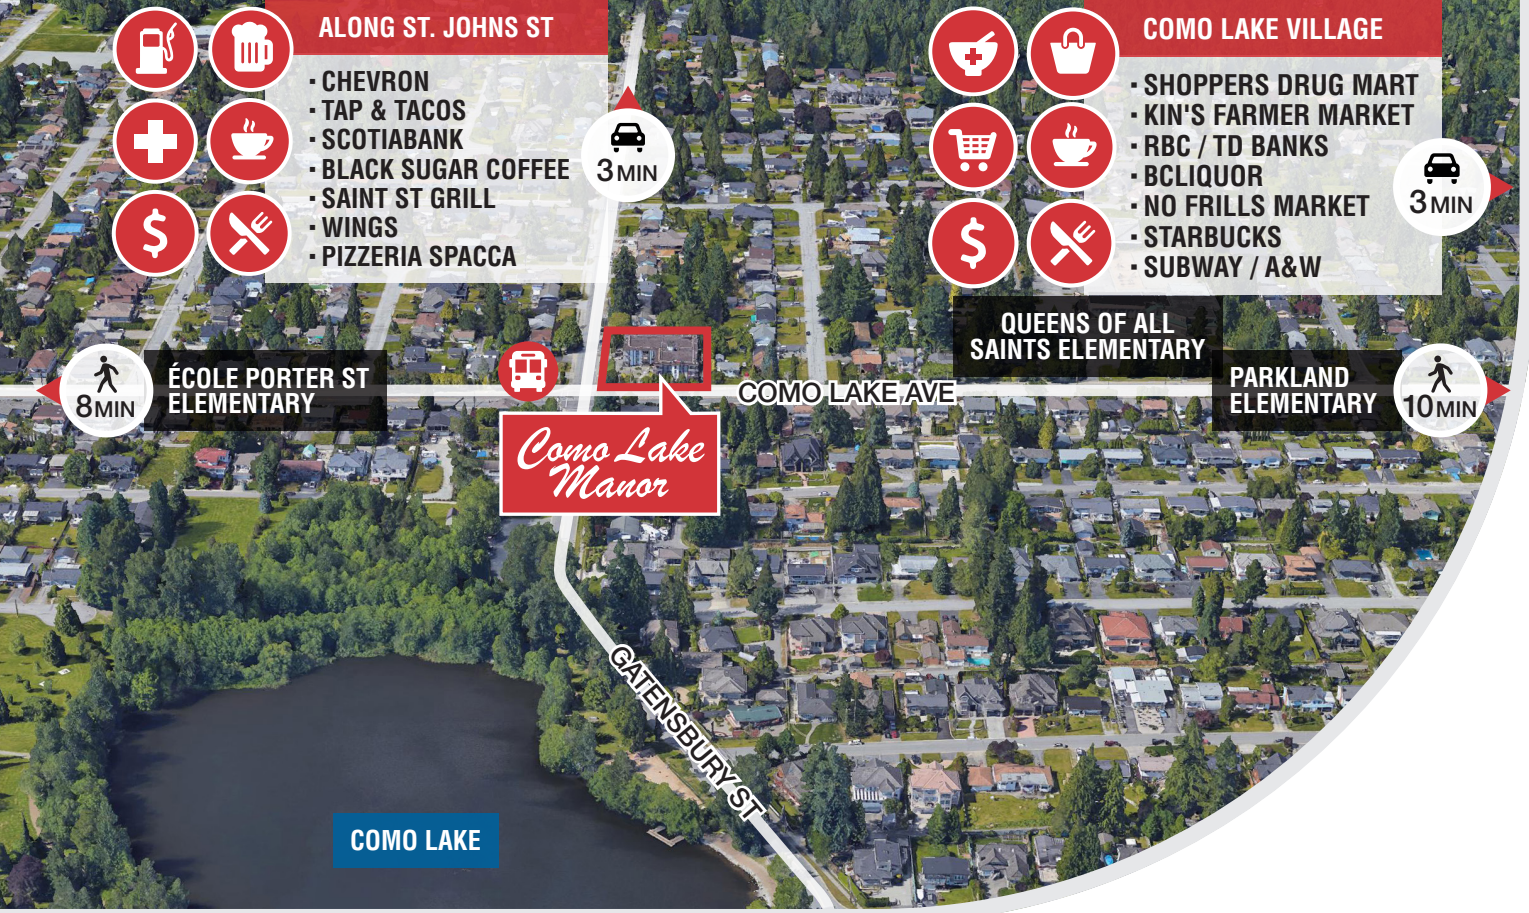 ALONG ST. JOHNS ST
· CHEVRON
· TAP & TACOS
· SCOTIABANK
· BLACK SUGAR COFFEE
· SAINT ST GRILL
· WINGS
· PIZZERIA SPACCA
3 MIN
COMO LAKE VILLAGE
· SHOPPERS DRUG MART
· KIN'S FARMER MARKET
· RBC / TD BANKS
· BCLIQUOR
· NO FRILLS MARKET
· STARBUCKS
· SUBWAY / A&W
3 MIN
$
$
QUEENS OF ALL
SAINTS ELEMENTARY
8 MIN
ÉCOLE PORTER ST
ELEMENTARY
COMO LAKE AVE
PARKLAND
ELEMENTARY
10 MIN
Como Lake
Manor
GATENSBURY ST
COMO LAKE